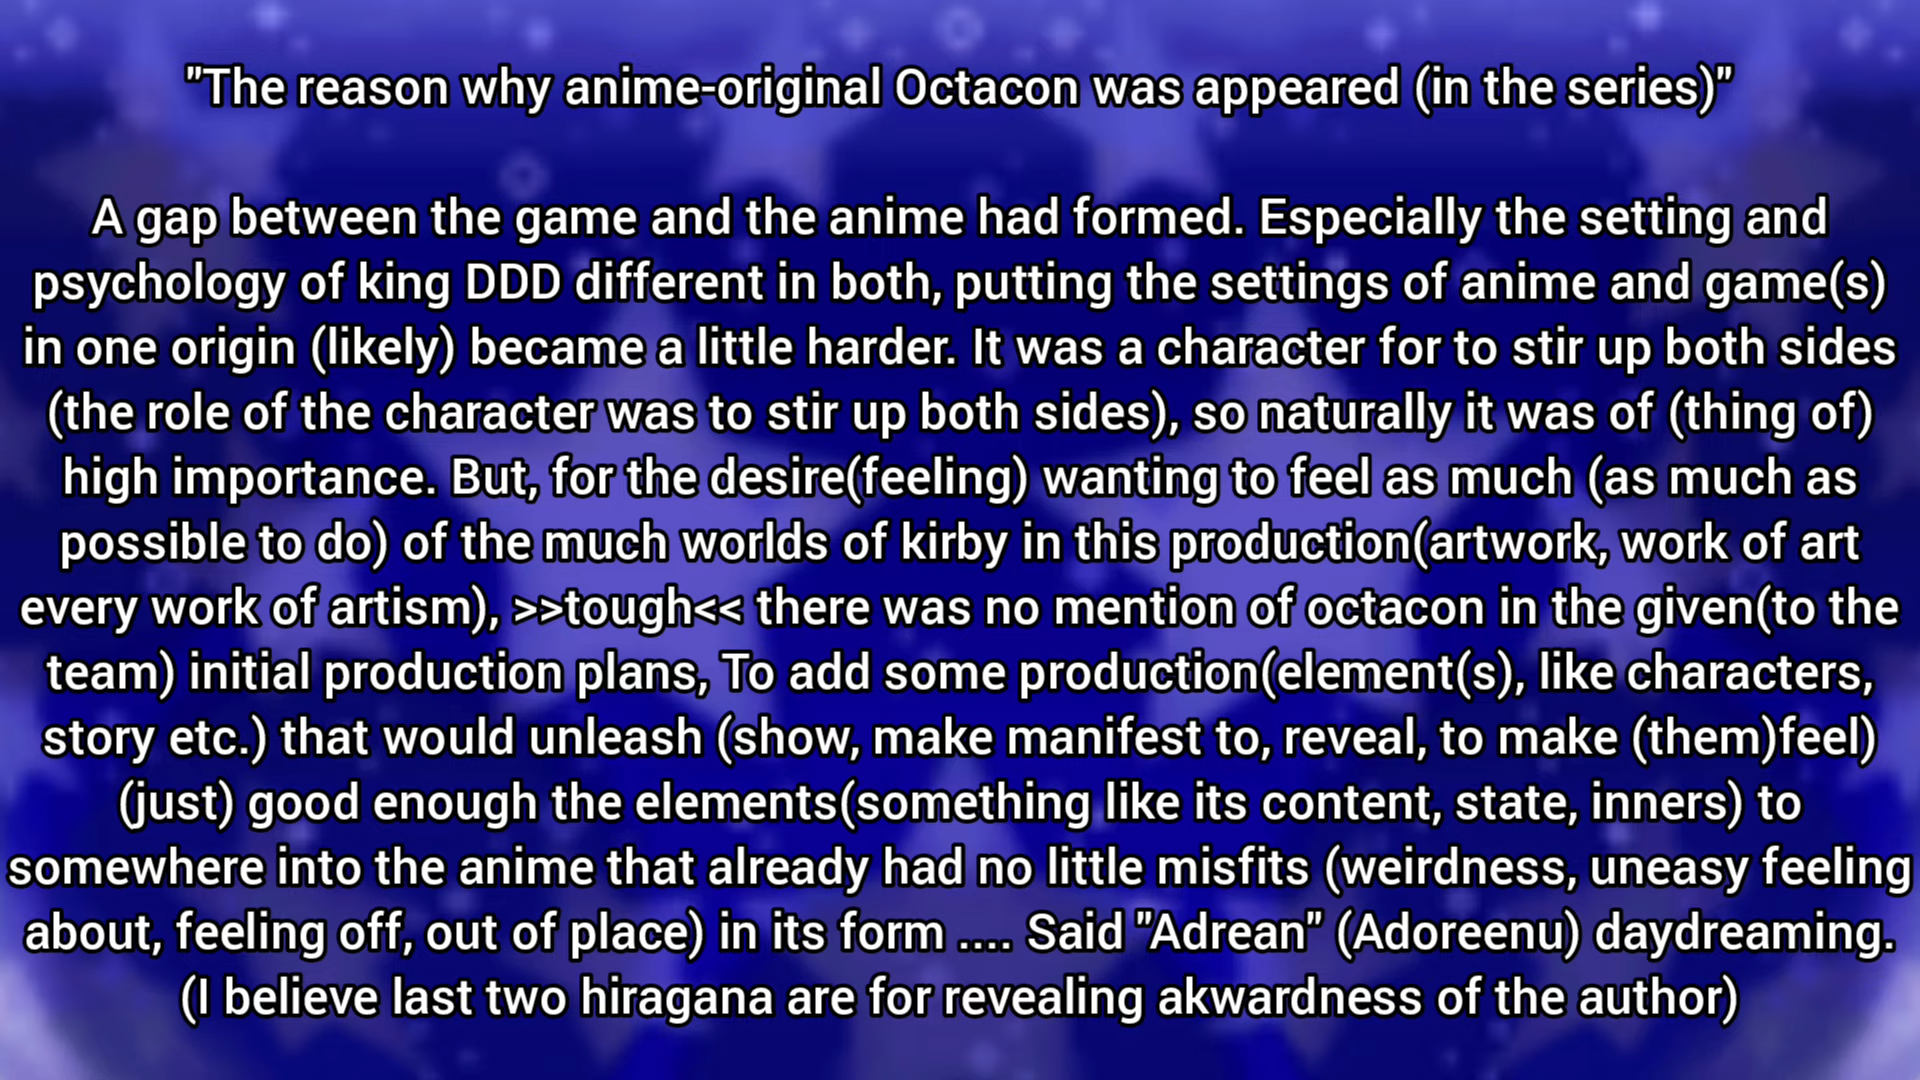 "The reason why anime-original Octacon was appeared (in the series)"
A gap between the game and the anime had formed. Especially the setting and
psychology of king DDD different in both, putting the settings of anime and game(s)
in one origin (likely) became a little harder. It was a character for to stir up both sides
(the role of the character was to stir up both sides), so naturally it was of (thing of)
high importance. But, for the desire(feeling) wanting to feel as much (as much as
possible to do) of the much worlds of kirby in this production(artwork, work of art
every work of artism), >>tough<< there was no mention of octacon in the given(to the
team) initial production plans, To add some production(element(s), like characters,
story etc.) that would unleash (show, make manifest to, reveal, to make (them)feel)
(just) good enough the elements(something like its content, state, inners) to
somewhere into the anime that already had no little misfits (weirdness, uneasy feeling
about, feeling off, out of place) in its form .... Said "Adrean" (Adoreenu) daydreaming.
(I believe last two hiragana are for revealing akwardness of the author)